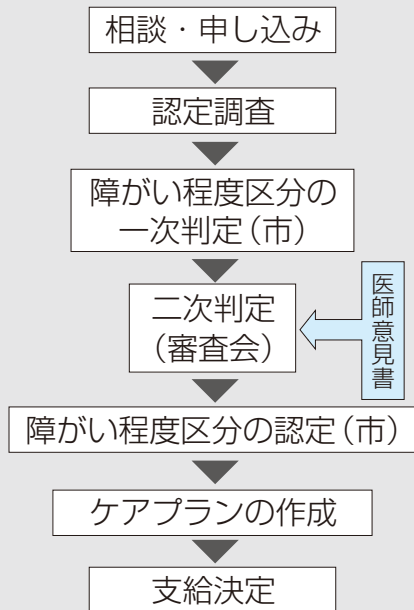 相談・申し込み
認定調査
障がい程度区分の
一次判定(市)
二次判定
(審査会)
医師意見書
障がい程度区分の認定(市)
ケアプランの作成
支給決定